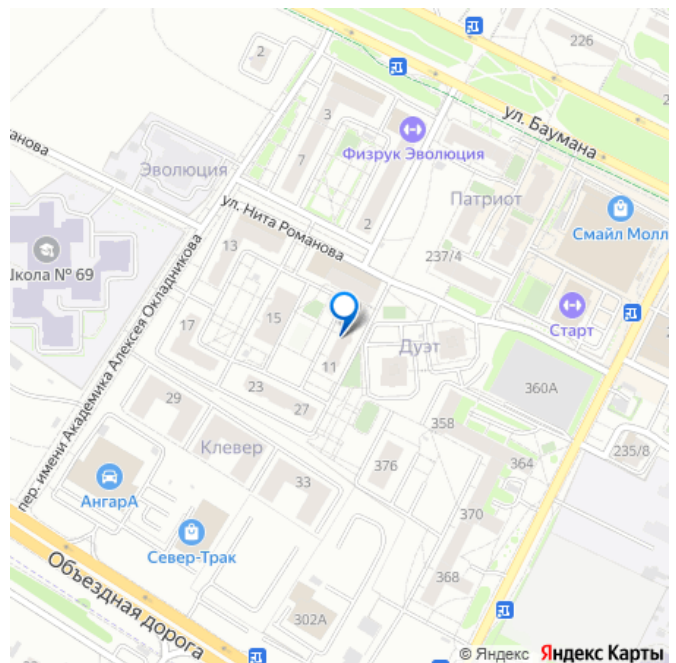 226
2
ул. Баумана
3
Физрук Эволюция
7
Эволюция
Патриот
ул. Нита Романова
2
Смайл Молл
13
237/4
Школа № 69
пер. имени Академика Алексея Окладникова
15
Старт
17
Дуэт
11
23
360А
29
27
358
235/8
Клевер
364
376
33
АнгарА
370
Север-Трак
Объездная дорога
368
302А
© Яндекс Яндекс Карты